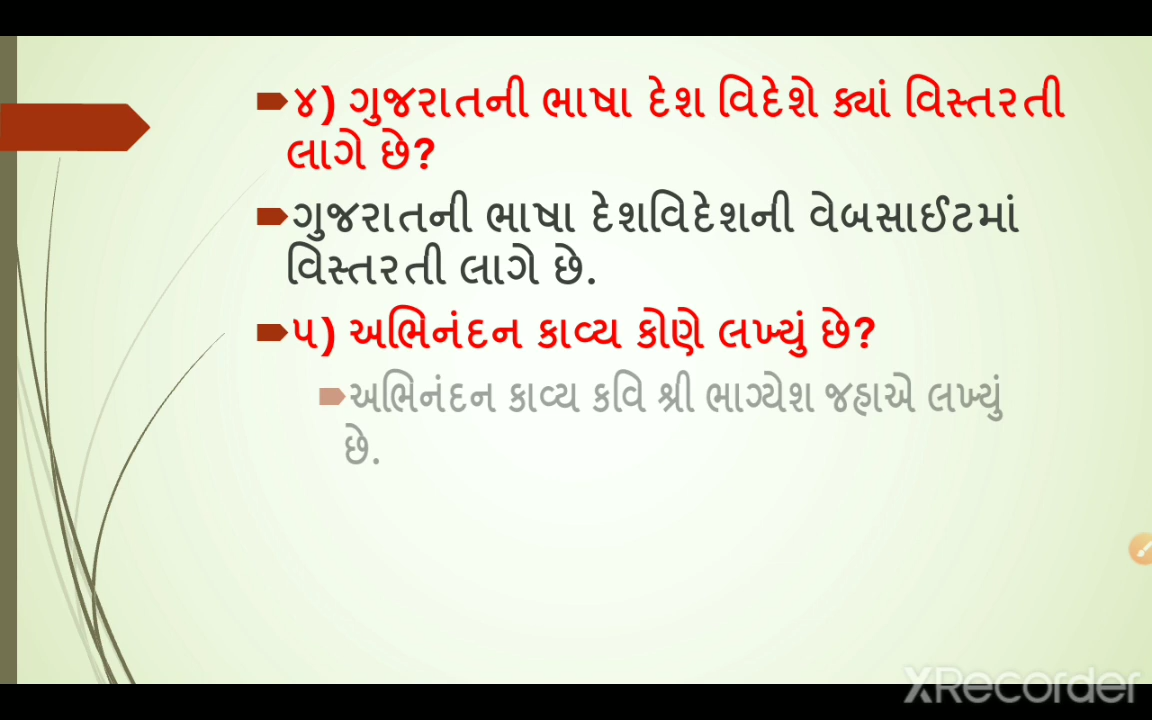 ૪) ગુજરાતની ભાષા દેશ વિદેશે ક્યાં વિસ્તરતી
લાગે છે?
ગુજરાતની ભાષા દેશવિદેશની વેબસાઈટમાં
વિસ્તરતી લાગે છે.
૫) અભિનંદન કાવ્ય કોણે લખ્યું છે?
અભિનંદન કાવ્ય કવિ શ્રી ભાગ્યેશ જહાએ લખ્યું
છે.
XRecorder